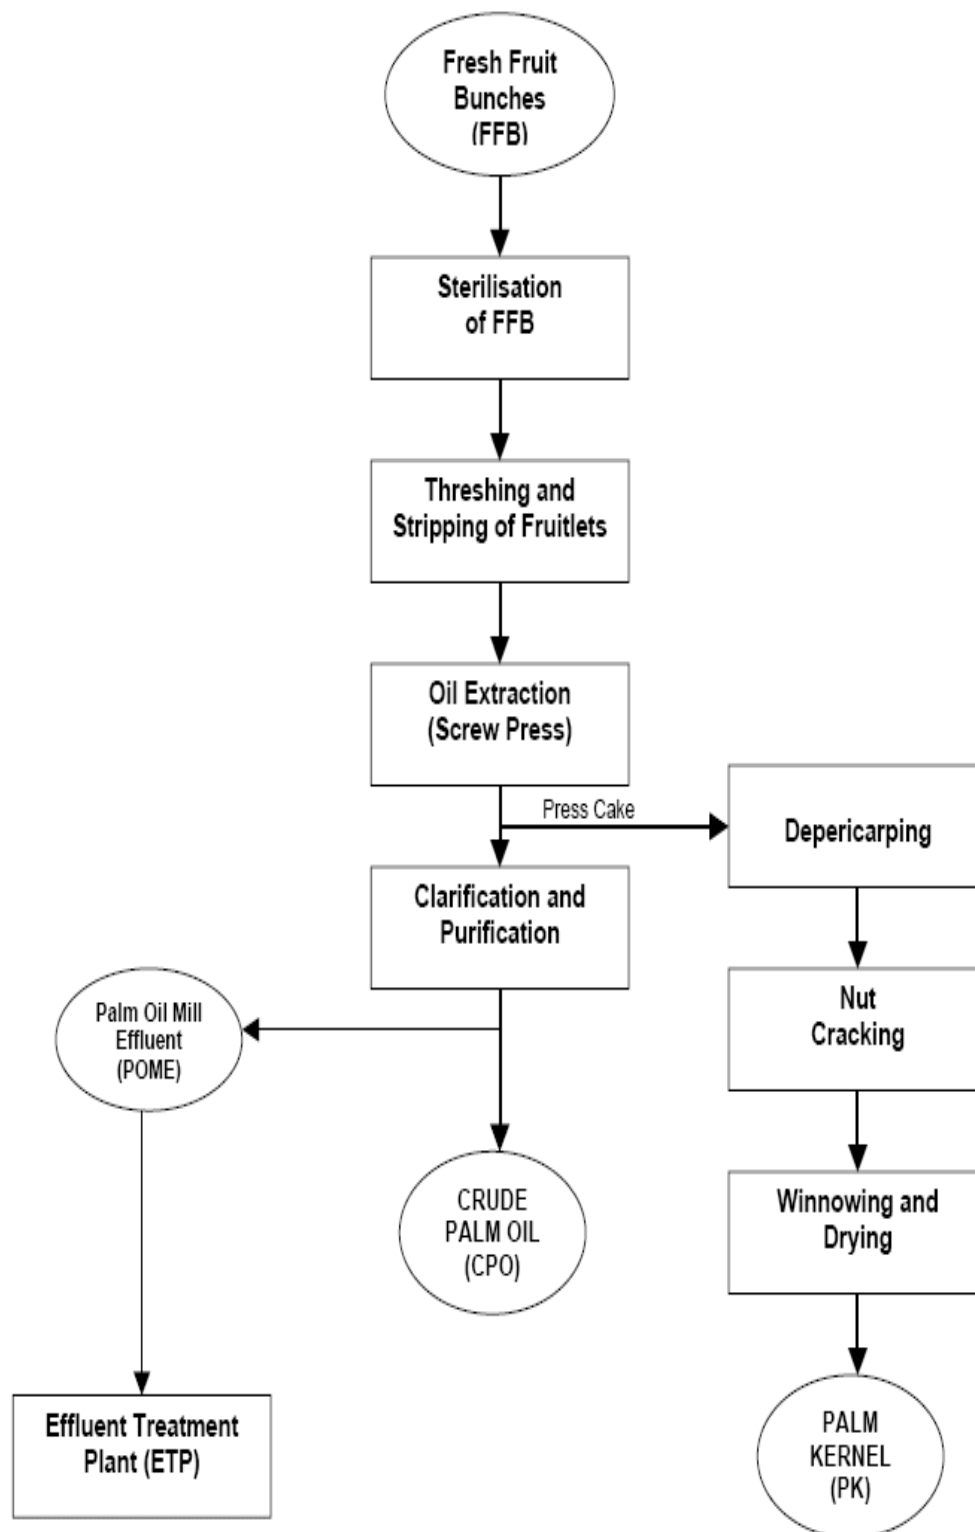 Fresh Fruit
Bunches
(FFB)
Sterilisation
of FFB
Threshing and
Stripping of Fruitlets
Oil Extraction
(Screw Press)
Press Cake
Depericarping
Clarification and
Purification
Nut
Cracking
Palm Oil Mill
Effluent
(POME)
CRUDE
PALM OIL
(CPO)
Winnowing and
Drying
Effluent Treatment
Plant (ETP)
PALM
KERNEL
(PK)